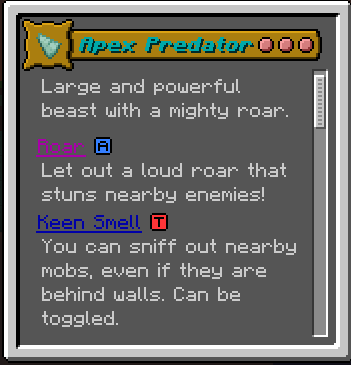 Apex Predator
Large and powerful
beast with a mighty roar.
Roar A
Let out a loud roar that
stuns nearby enemies!
Keen Smell T
You can sniff out nearby
mobs, even if they are
behind walls. Can be
toggled.